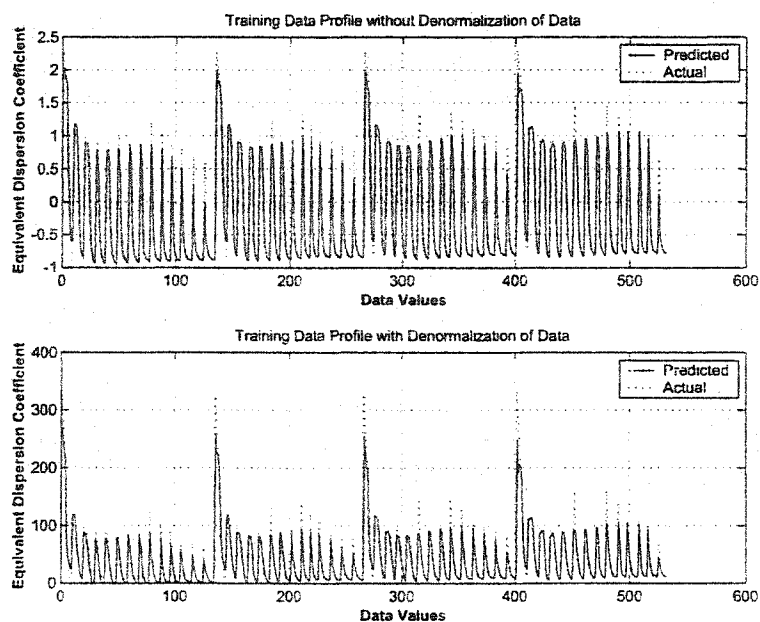 Training Data Profile without Denormalization of Data
2.5
2
1.5
1
0.5
0
-0.5
-1
Equivalent Dispersion Coefficient
Predicted
Actual
0 100 200 300 400 500 600
Data Values
Training Data Profile with Denormalization of Data
400
300
200
100
0
Equivalent Dispersion Coefficient
Predicted
Actual
0 100 200 300 400 500 600
Data Values